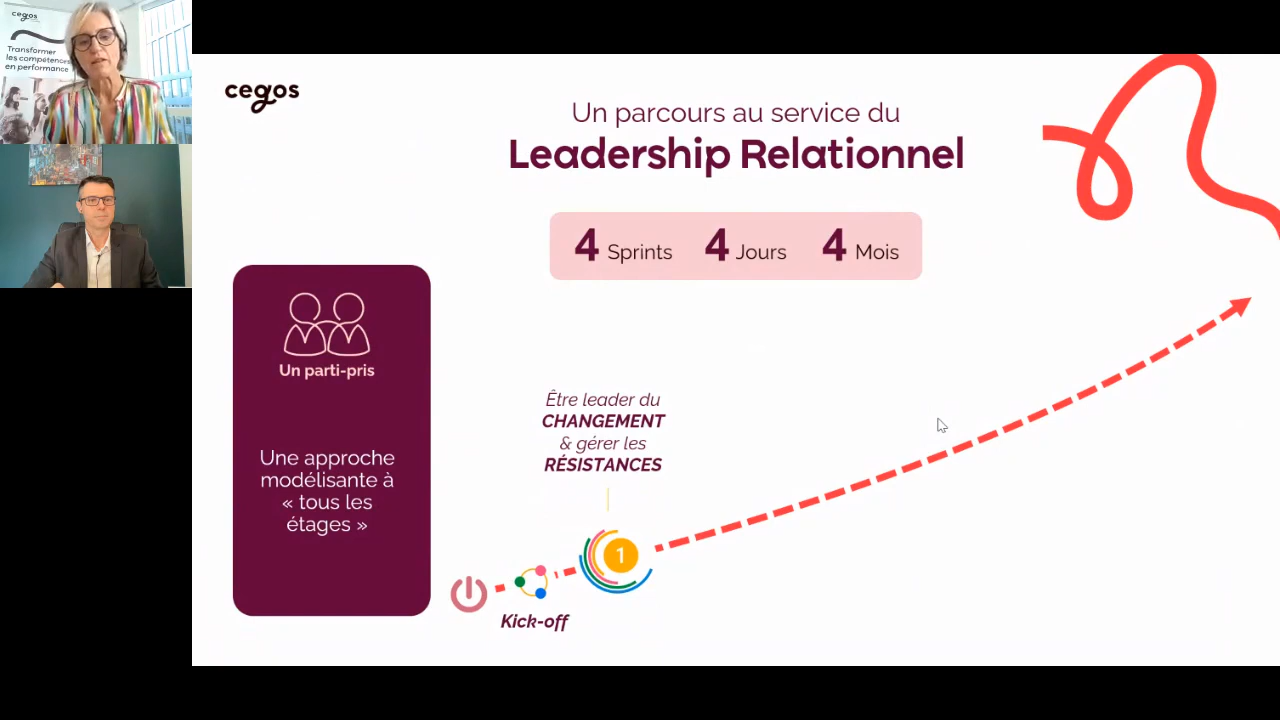 cegos
Transformer
les compétences
en performance
cegos
Un parcours au service du
Leadership Relationnel
4 Sprints 4 Jours 4 Mois
Un parti-pris
Une approche
modélisante à
« tous les
étages »
Être leader du
CHANGEMENT
& gérer les
RÉSISTANCES
1
Kick-off